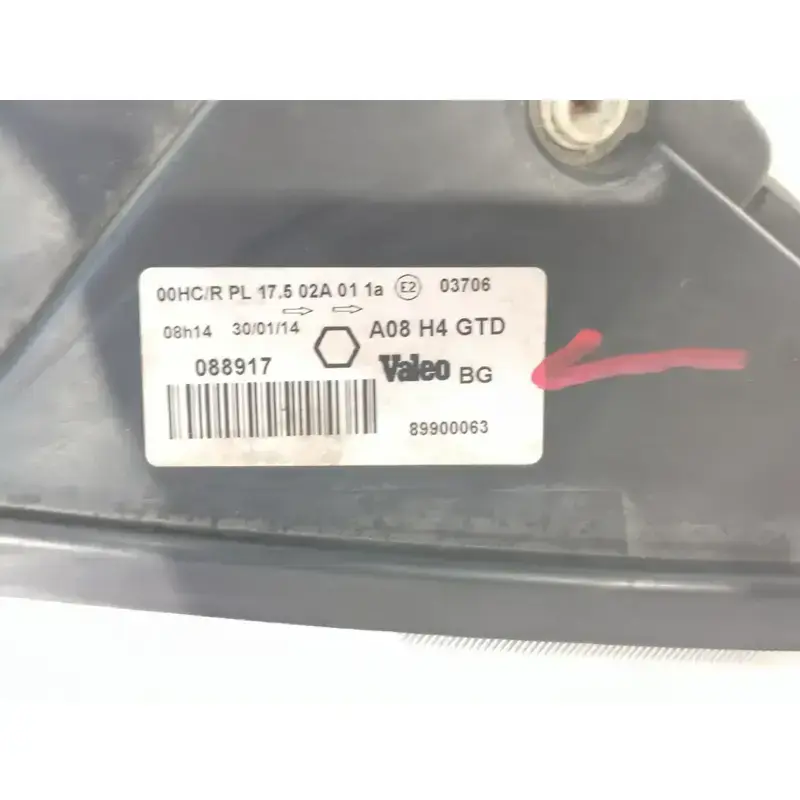 00HC/R PL 17.5 02A 01 1a E2 03706
08h14 30/01/14 A08 H4 GTD
088917 Valeo BG
89900063